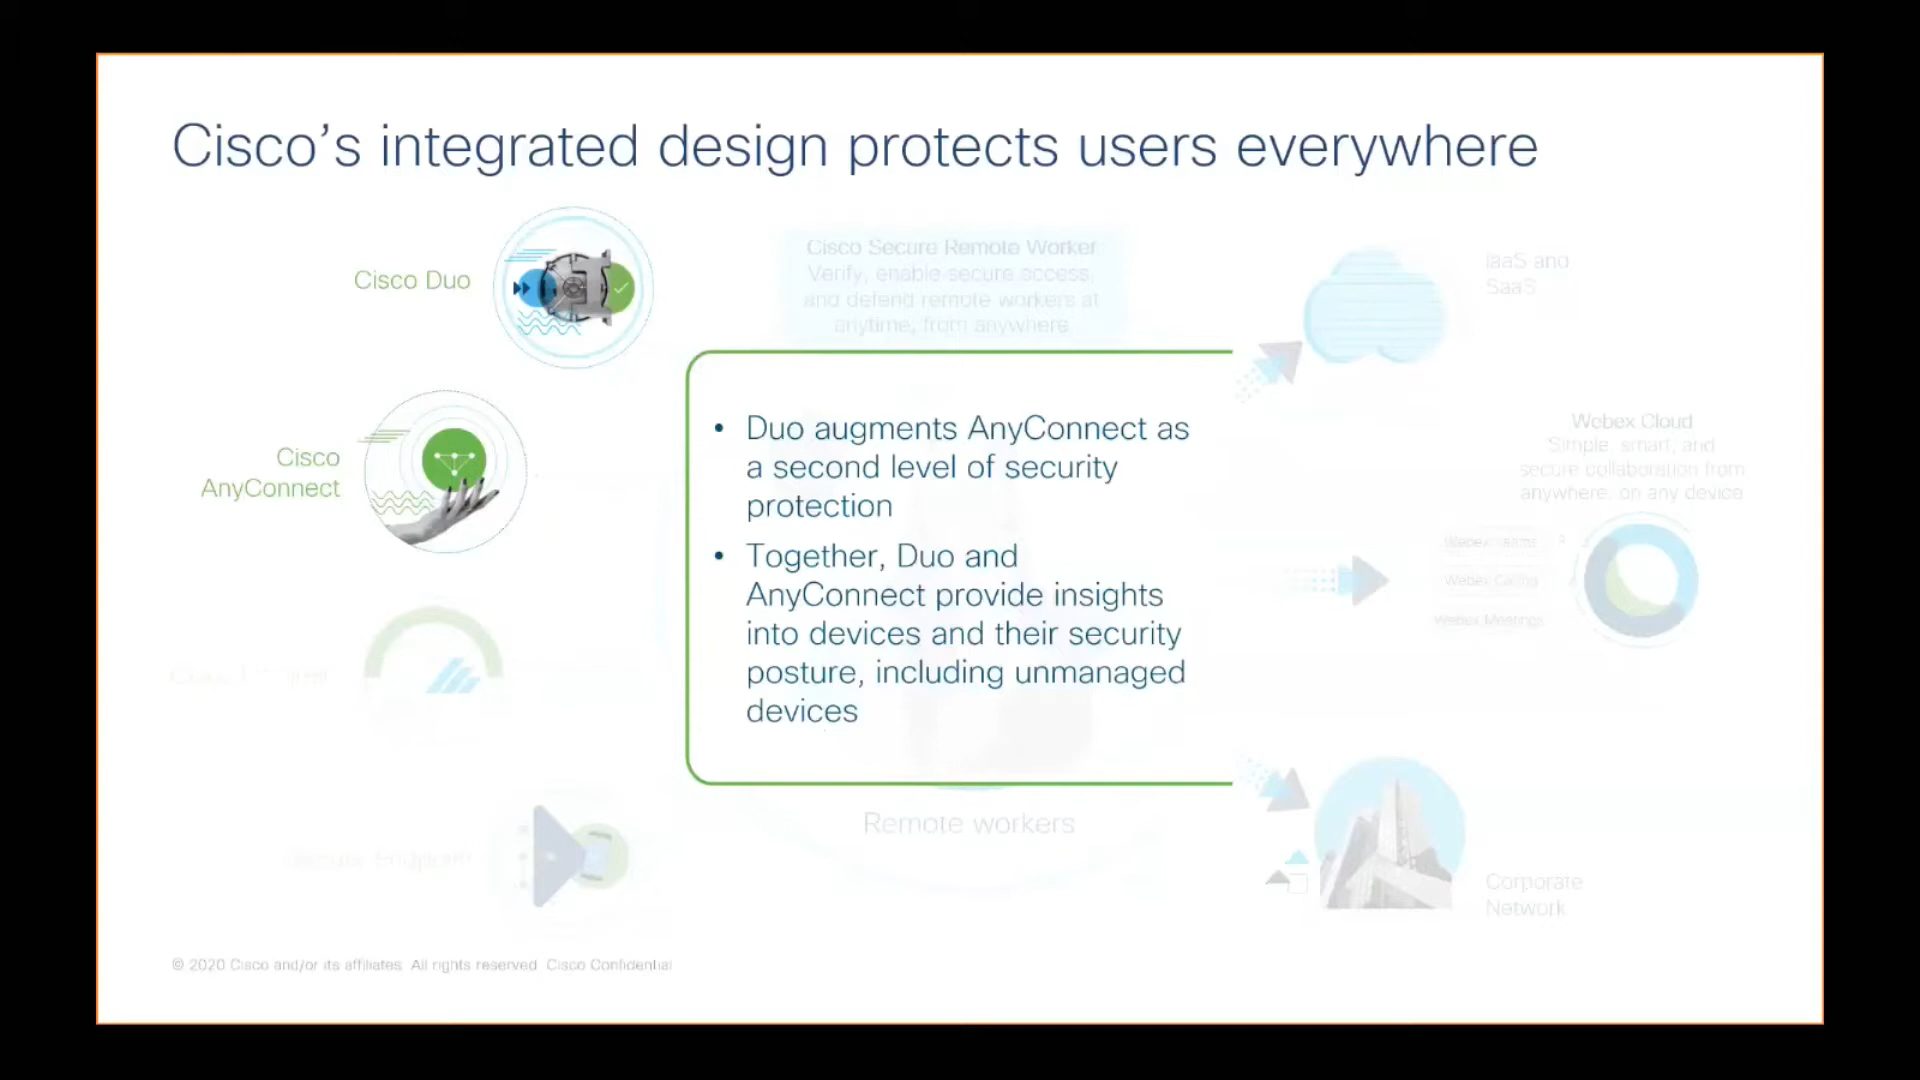 Cisco's integrated design protects users everywhere
Cisco Duo
Cisco
AnyConnect
Secure Endpoint
Cisco Secure Remote Worker
Verify, enable secure access,
and defend remote workers at
anytime, from anywhere
• Duo augments AnyConnect as
a second level of security
protection
• Together, Duo and
AnyConnect provide insights
into devices and their security
posture, including unmanaged
devices
Remote workers
IaaS and
SaaS
Webex Cloud
Simple, smart, and
secure collaboration from
anywhere, on any device
Webex Teams
Webex Calling
Webex Meetings
Corporate
Network
© 2020 Cisco and/or its affiliates. All rights reserved. Cisco Confidential